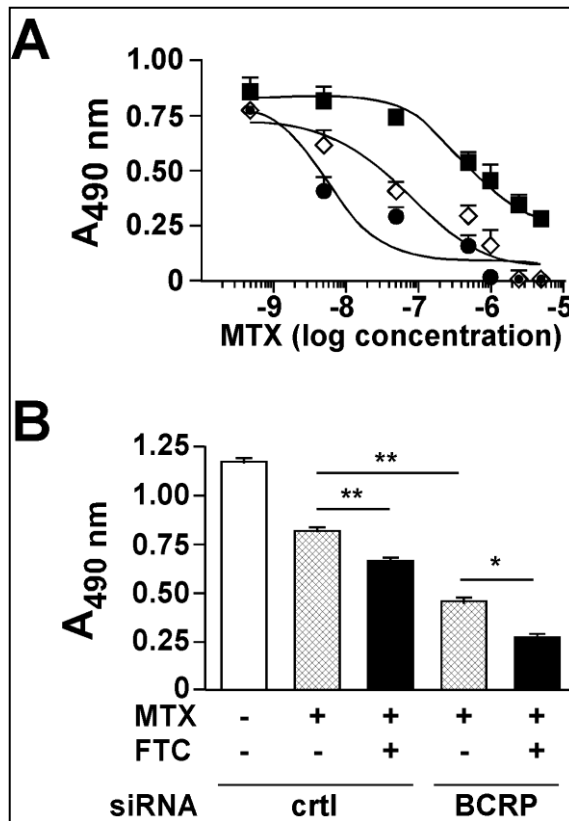 A
1.00
0.75
0.50
0.25
0
A490 nm
-9 -8 -7 -6 -5
MTX (log concentration)
B
1.25
1.00
0.75
0.50
0.25
0
A490 nm
**
**
*
MTX - + + + +
FTC - - + - +
siRNA crtl BCRP